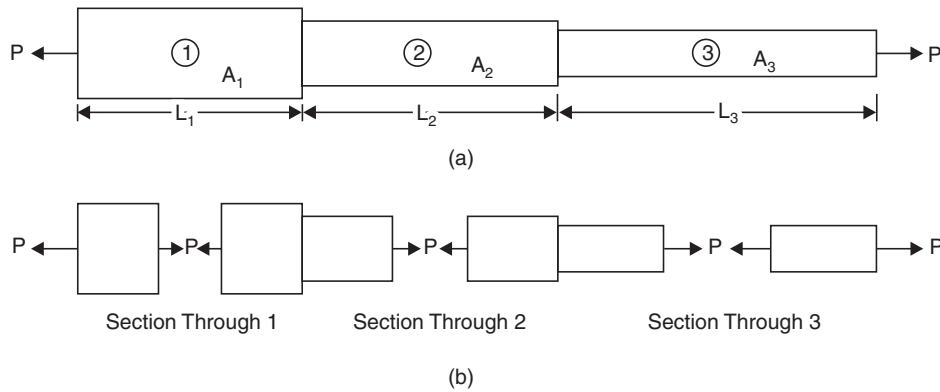 P ① A₁ ② A₂ ③ A₃ P
L₁ L₂ L₃
(a)
P P P P P
Section Through 1 Section Through 2 Section Through 3
(b)